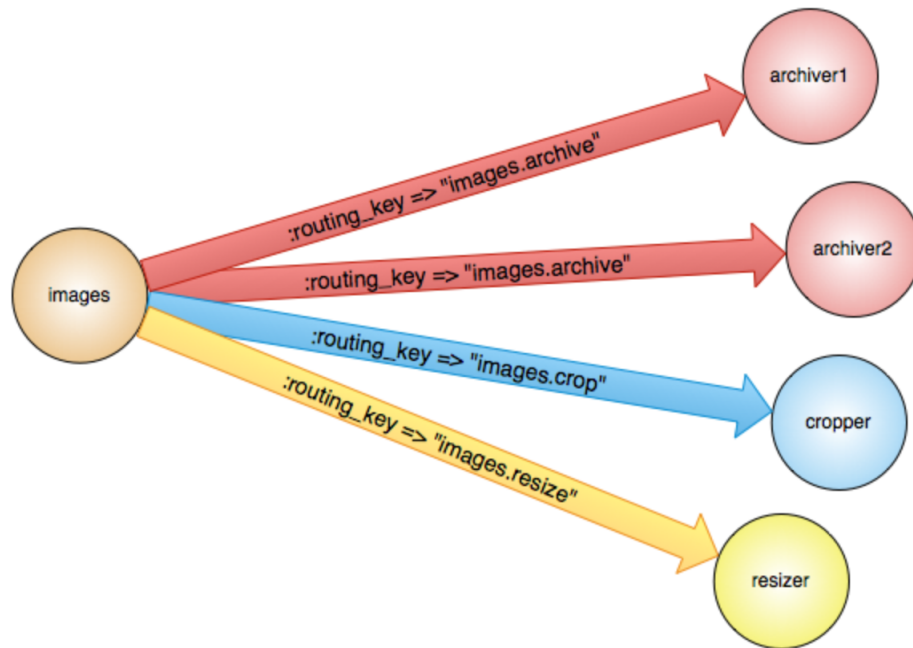 archiver1
:routing_key => "images.archive"
archiver2
:routing_key => "images.archive"
images
:routing_key => "images.crop"
cropper
:routing_key => "images.resize"
resizer